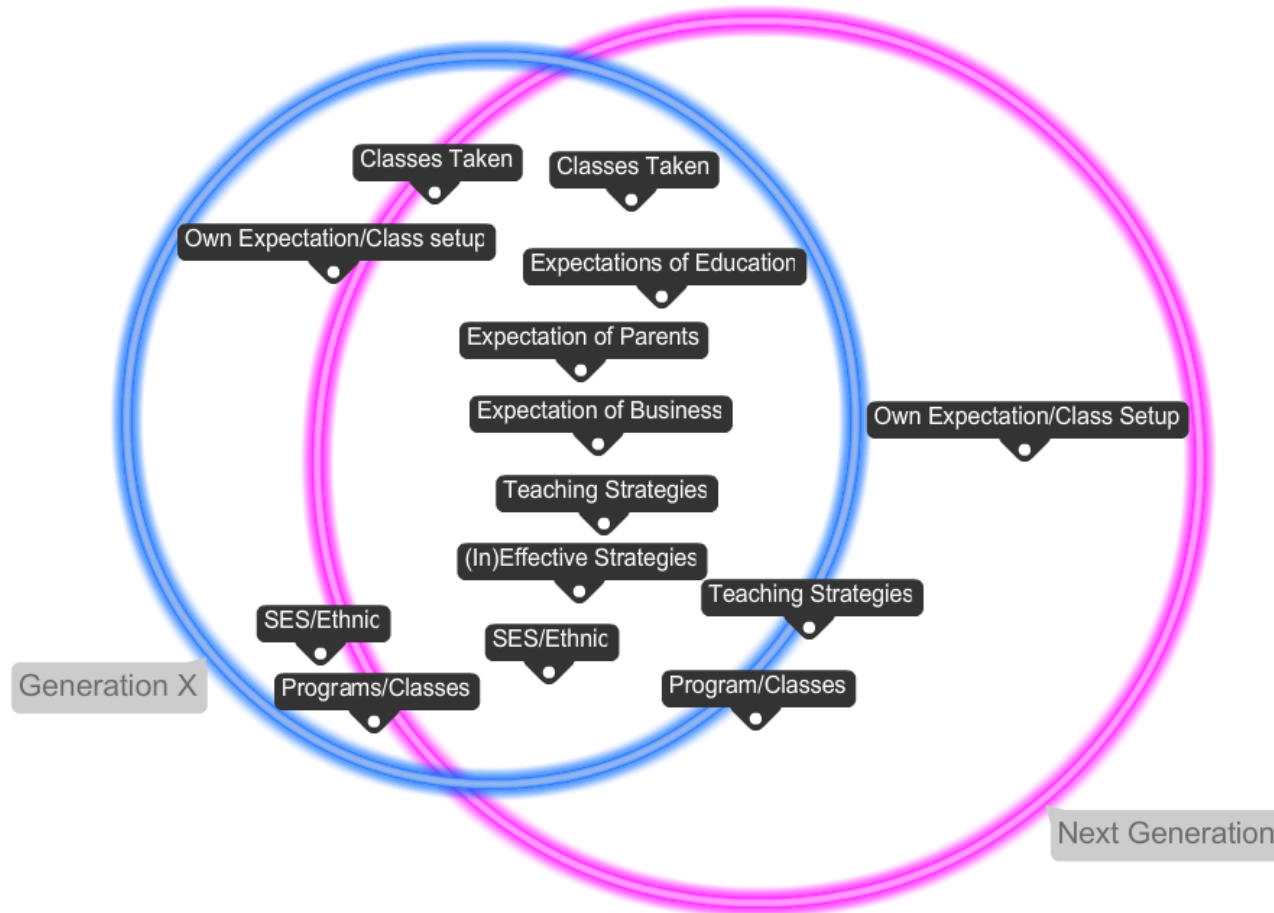 Classes Taken
Classes Taken
Own Expectation/Class setup
Expectations of Education
Expectation of Parents
Expectation of Business
Own Expectation/Class Setup
Teaching Strategies
(In)Effective Strategies
Teaching Strategies
SES/Ethnic
SES/Ethnic
Generation X
Programs/Classes
Program/Classes
Next Generation